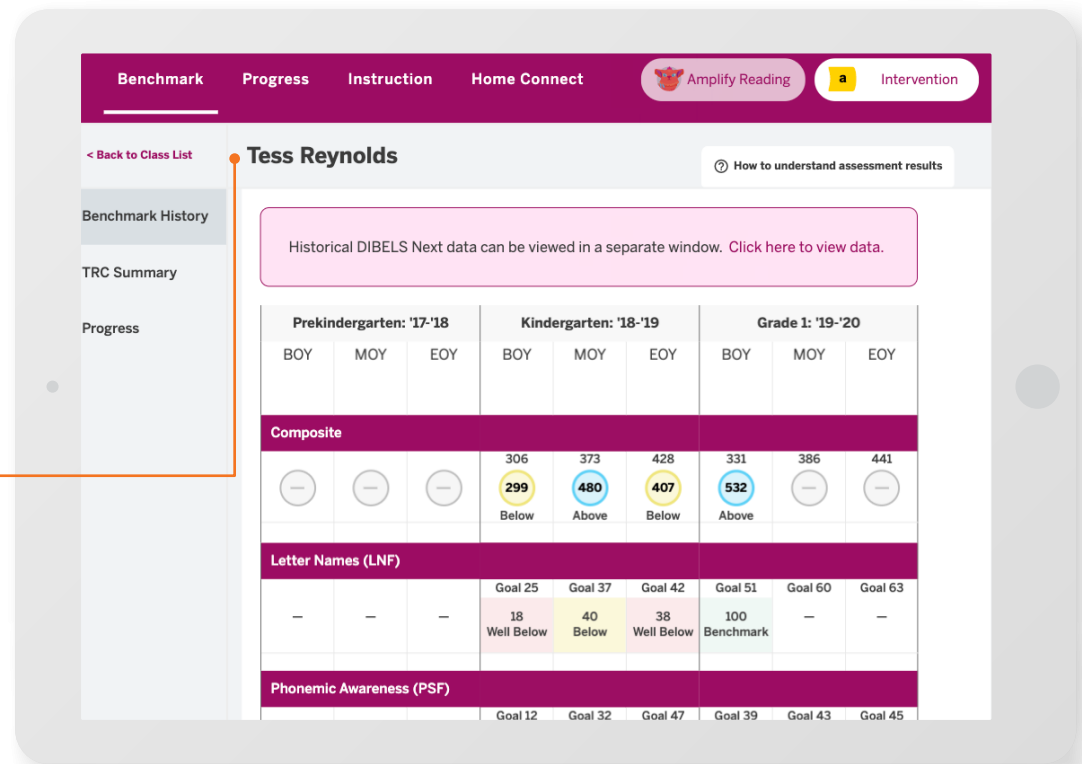 Benchmark Progress Instruction Home Connect Amplify Reading a Intervention
< Back to Class List
Tess Reynolds
How to understand assessment results
Benchmark History
TRC Summary
Progress
Historical DIBELS Next data can be viewed in a separate window. Click here to view data.
Prekindergarten: '17-'18 Kindergarten: '18-'19 Grade 1: '19-'20
BOY MOY EOY BOY MOY EOY BOY MOY EOY
Composite
306 373 428 331 386 441
– – – 299 480 407 532 – –
Below Above Below Above
Letter Names (LNF)
Goal 25 Goal 37 Goal 42 Goal 51 Goal 60 Goal 63
– – – 18 40 38 100 – –
Well Below Below Well Below Benchmark
Phonemic Awareness (PSF)
Goal 12 Goal 32 Goal 47 Goal 39 Goal 43 Goal 45